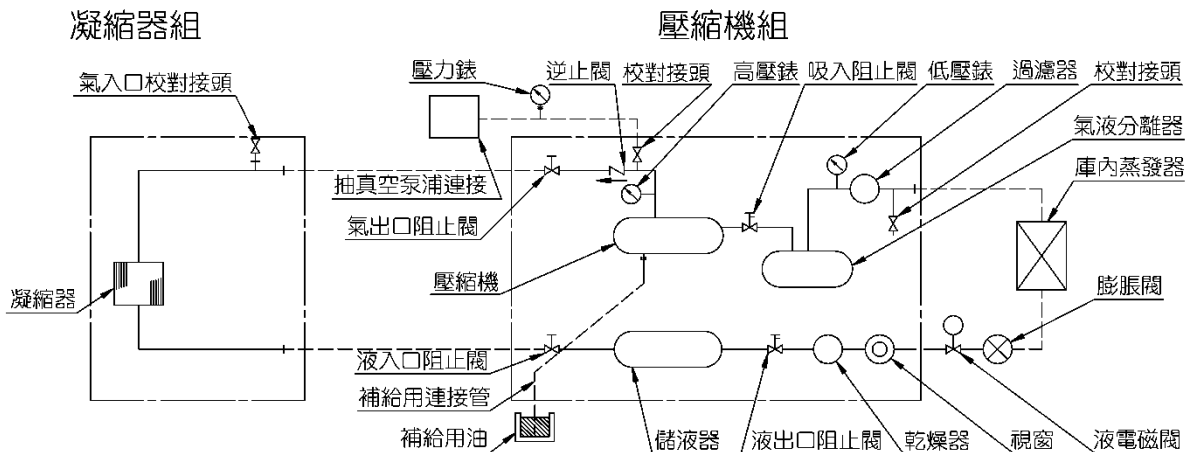 凝縮器組
壓縮機組
氣入口校對接頭
壓力錶
逆止閥
校對接頭
高壓錶
吸入阻止閥
低壓錶
過濾器
校對接頭
氣液分離器
庫內蒸發器
抽真空泵浦連接
氣出口阻止閥
壓縮機
凝縮器
膨脹閥
液入口阻止閥
補給用連接管
補給用油
儲液器
液出口阻止閥
乾燥器
視窗
液電磁閥